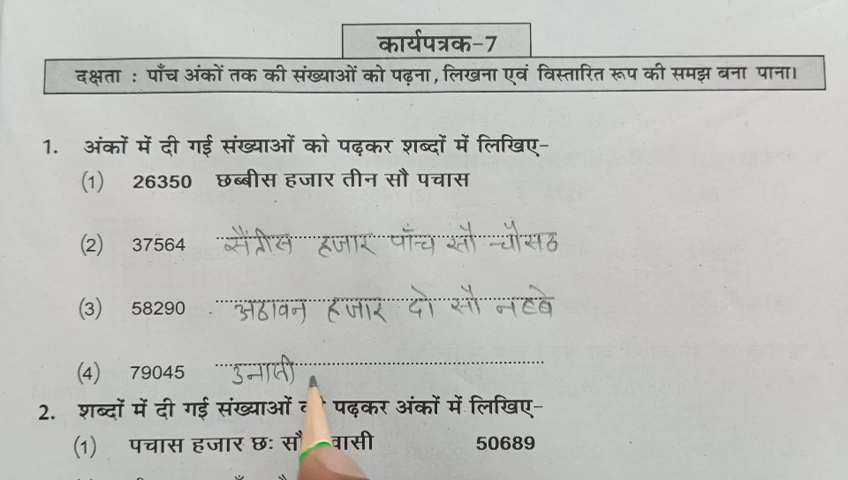 कार्यपत्रक-7
दक्षता : पाँच अंकों तक की संख्याओं को पढ़ना, लिखना एवं विस्तारित रूप की समझ बना पाना।
1. अंकों में दी गई संख्याओं को पढ़कर शब्दों में लिखिए-
(1) 26350 छब्बीस हजार तीन सौ पचास
(2) 37564 सैंत्रीस हजार पाँच सौ चौसठ
(3) 58290 अठावन हजार दो सौ नब्बे
(4) 79045 उनासी
2. शब्दों में दी गई संख्याओं पढ़कर अंकों में लिखिए-
(1) पचास हजार छः सौ 50689